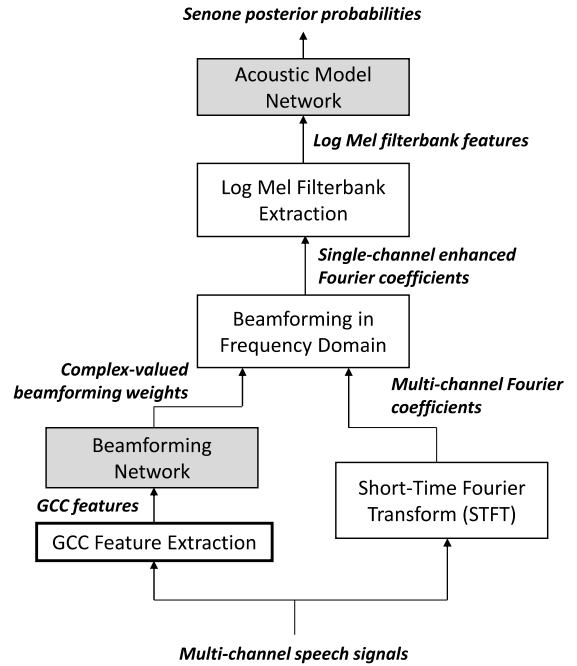 Senone posterior probabilities
Acoustic Model
Network
Log Mel filterbank features
Log Mel Filterbank
Extraction
Single-channel enhanced
Fourier coefficients
Beamforming in
Frequency Domain
Complex-valued
beamforming weights
Multi-channel Fourier
coefficients
Beamforming
Network
Short-Time Fourier
Transform (STFT)
GCC features
GCC Feature Extraction
Multi-channel speech signals